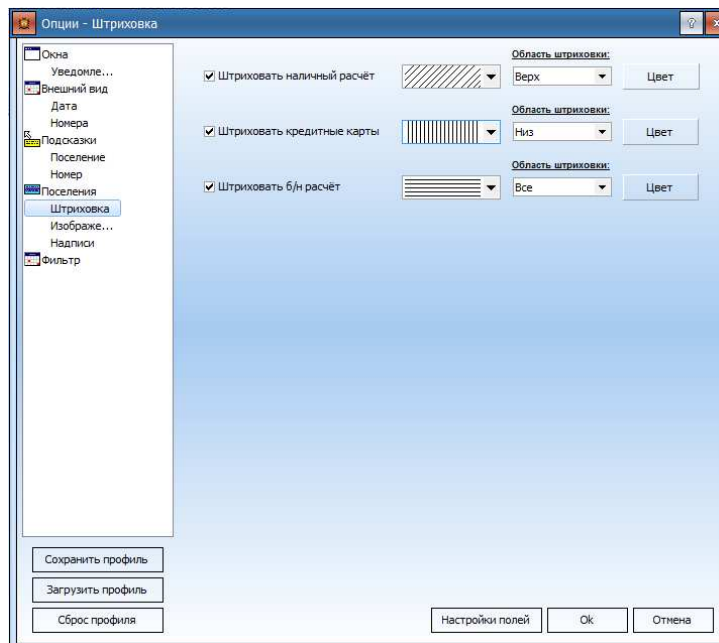 Опции - Штриховка
Окна
Уведомле...
Внешний вид
Дата
Номера
Подсказки
Поселение
Номер
Поселения
Штриховка
Изображе...
Надписи
Фильтр
Область штриховки:
Штриховать наличный расчёт
Верх
Цвет
Область штриховки:
Штриховать кредитные карты
Низ
Цвет
Область штриховки:
Штриховать б/н расчёт
Все
Цвет
Сохранить профиль
Загрузить профиль
Сброс профиля
Настройки полей
Ok
Отмена